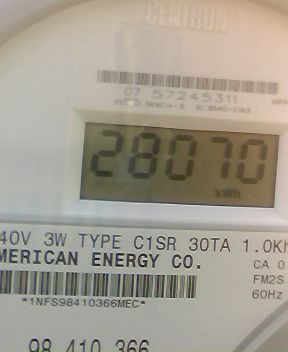 CENTRON
07 57245311
28070
kWh
40V 3W TYPE C1SR 30TA 1.0Kh
MERICAN ENERGY CO.
CA 0
FM2S
60Hz
*1NFS98410366MEC*
98 410 366